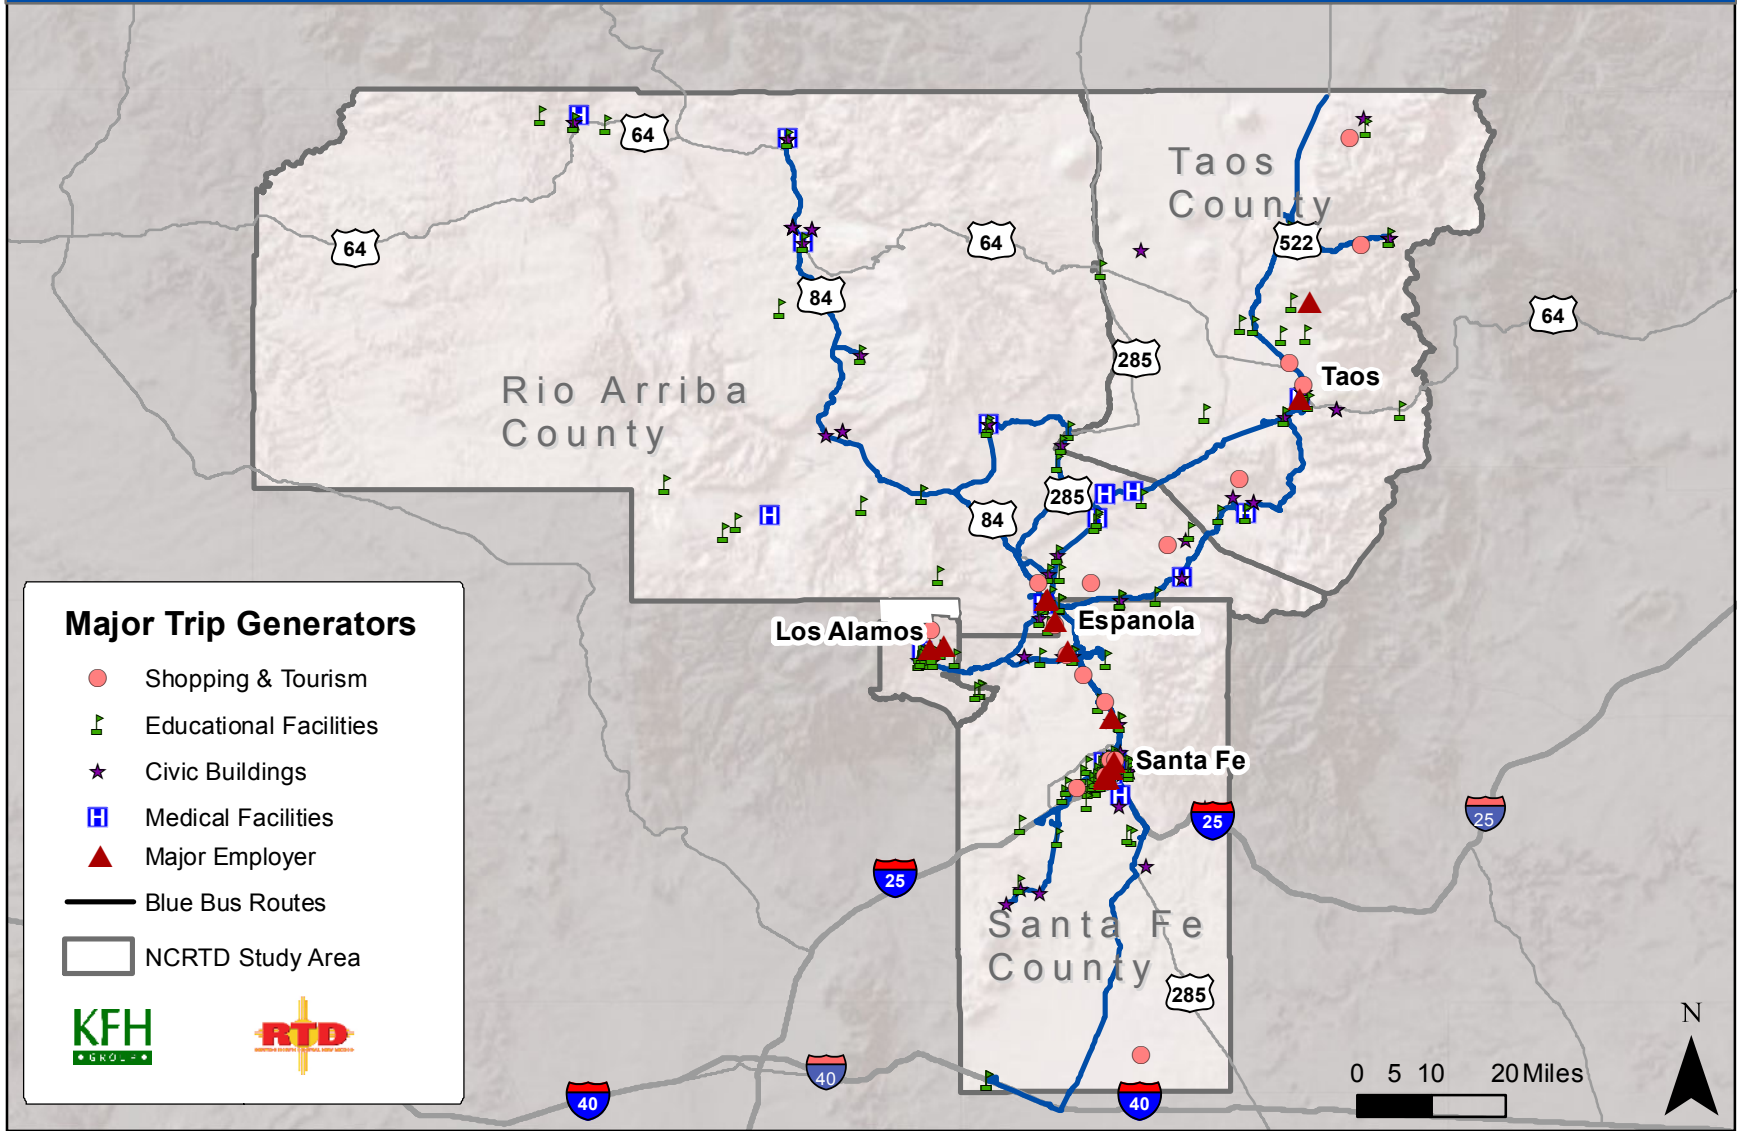 64
Taos
County
64
64
522
84
64
285
Taos
Rio Arriba
County
285
84
Espanola
Los Alamos
Santa Fe
25
25
25
Santa Fe
County
285
40
40
40
Major Trip Generators
Shopping & Tourism
Educational Facilities
Civic Buildings
Medical Facilities
Major Employer
Blue Bus Routes
NCRTD Study Area
KFH
GROUP
RTD
N
0 5 10 20 Miles